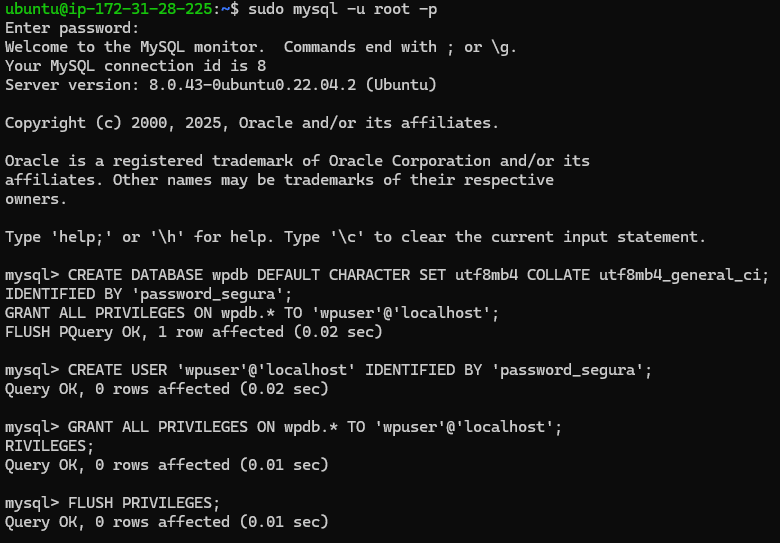 ubuntu@ip-172-31-28-225:~$ sudo mysql -u root -p
Enter password:
Welcome to the MySQL monitor.  Commands end with ; or \g.
Your MySQL connection id is 8
Server version: 8.0.43-0ubuntu0.22.04.2 (Ubuntu)

Copyright (c) 2000, 2025, Oracle and/or its affiliates.

Oracle is a registered trademark of Oracle Corporation and/or its
affiliates. Other names may be trademarks of their respective
owners.

Type 'help;' or '\h' for help. Type '\c' to clear the current input statement.

mysql> CREATE DATABASE wpdb DEFAULT CHARACTER SET utf8mb4 COLLATE utf8mb4_general_ci;
IDENTIFIED BY 'password_segura';
GRANT ALL PRIVILEGES ON wpdb.* TO 'wpuser'@'localhost';
FLUSH PQuery OK, 1 row affected (0.02 sec)

mysql> CREATE USER 'wpuser'@'localhost' IDENTIFIED BY 'password_segura';
Query OK, 0 rows affected (0.02 sec)

mysql> GRANT ALL PRIVILEGES ON wpdb.* TO 'wpuser'@'localhost';
RIVILEGES;
Query OK, 0 rows affected (0.01 sec)

mysql> FLUSH PRIVILEGES;
Query OK, 0 rows affected (0.01 sec)